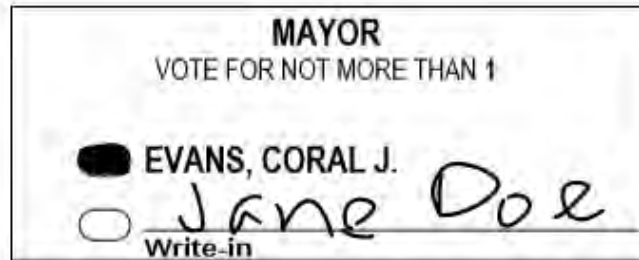 MAYOR
VOTE FOR NOT MORE THAN 1
EVANS, CORAL J.
Jane Doe
Write-in